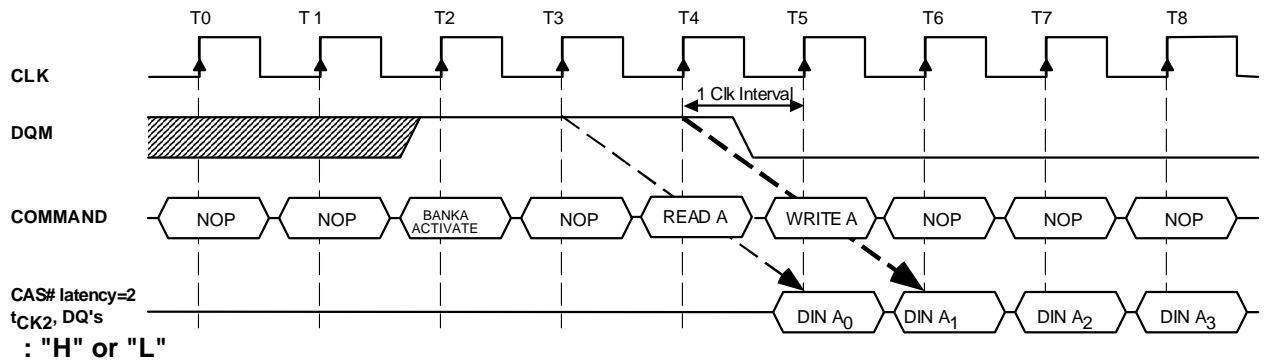 T0 T1 T2 T3 T4 T5 T6 T7 T8
CLK
1 Clk Interval
DQM
COMMAND NOP NOP BANKA ACTIVATE NOP READ A WRITE A NOP NOP NOP
CAS# latency=2
tCK2, DQ's DIN A0 DIN A1 DIN A2 DIN A3
: "H" or "L"